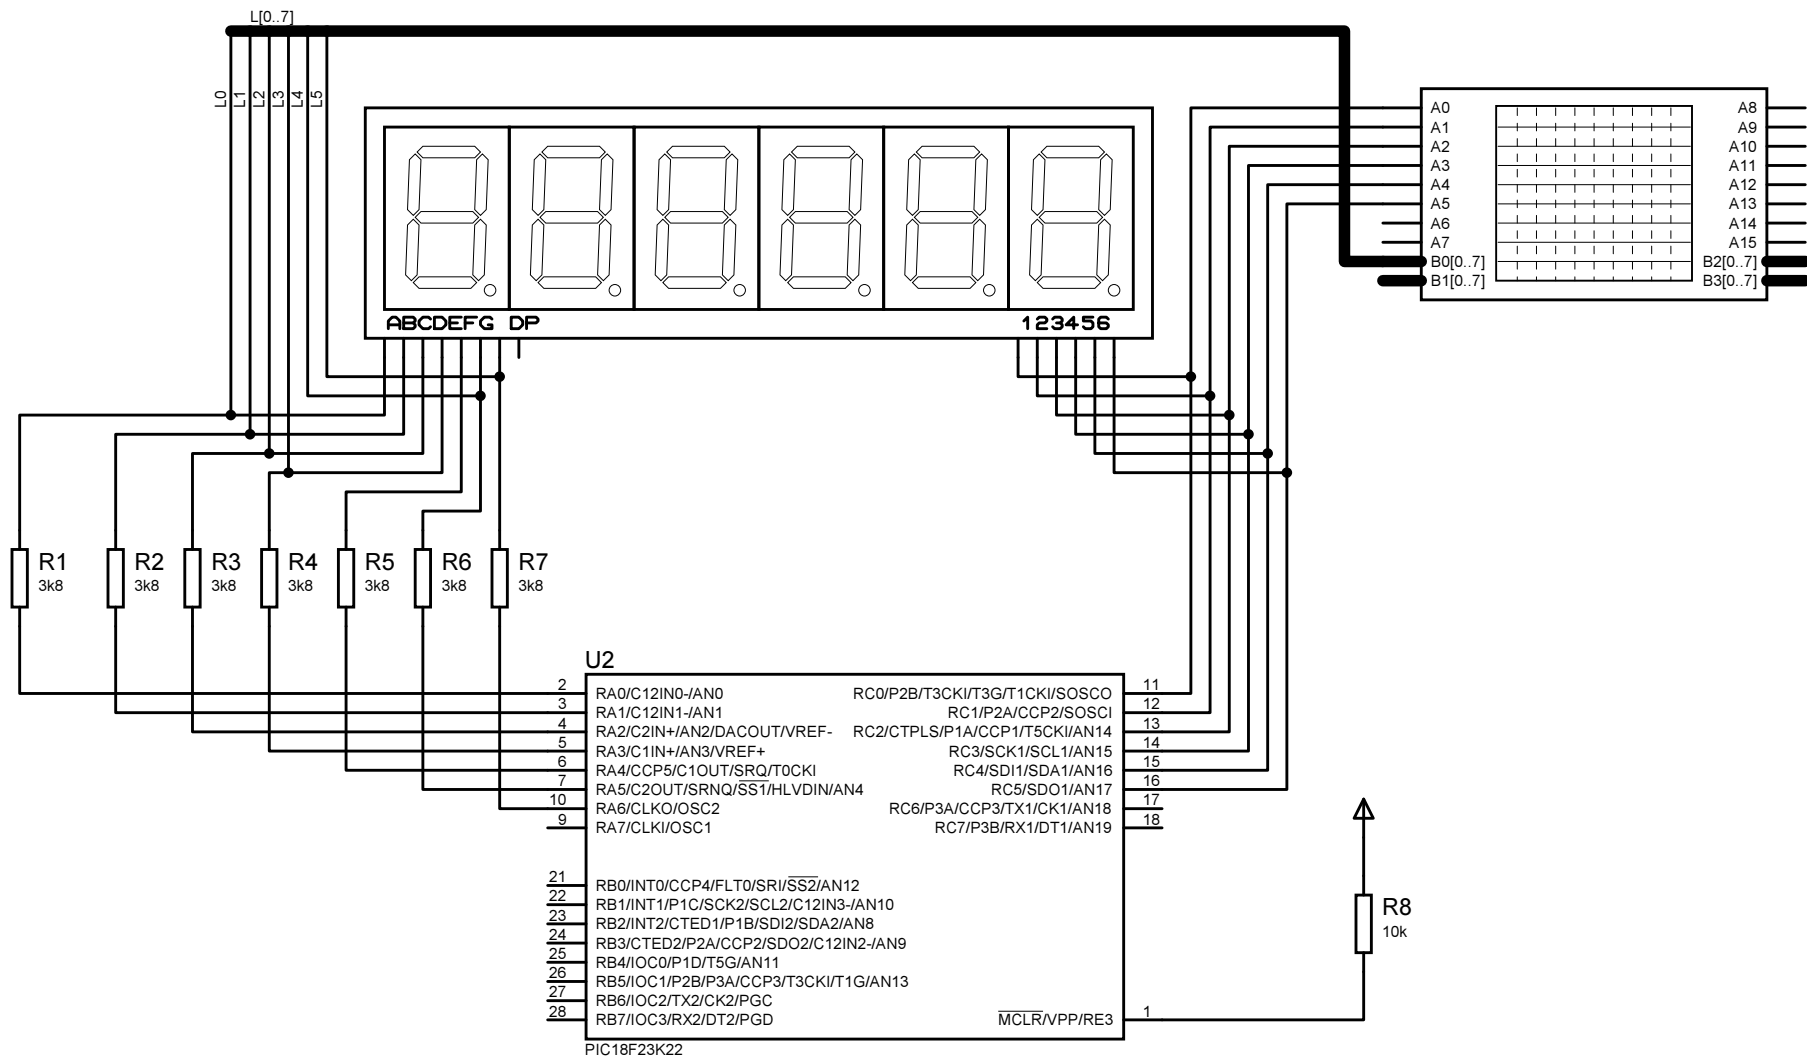 L[0..7]
L0
L1
L2
L3
L4
L5
ABCDEFG DP
123456
A0
A1
A2
A3
A4
A5
A6
A7
B0[0..7]
B1[0..7]
A8
A9
A10
A11
A12
A13
A14
A15
B2[0..7]
B3[0..7]
R1
3k8
R2
3k8
R3
3k8
R4
3k8
R5
3k8
R6
3k8
R7
3k8
U2
2 RA0/C12IN0-/AN0
3 RA1/C12IN1-/AN1
4 RA2/C2IN+/AN2/DACOUT/VREF-
5 RA3/C1IN+/AN3/VREF+
6 RA4/CCP5/C1OUT/SRQ/T0CKI
7 RA5/C2OUT/SRNQ/SS1/HLVDIN/AN4
10 RA6/CLKO/OSC2
9 RA7/CLKI/OSC1
21 RB0/INT0/CCP4/FLT0/SRI/SS2/AN12
22 RB1/INT1/P1C/SCK2/SCL2/C12IN3-/AN10
23 RB2/INT2/CTED1/P1B/SDI2/SDA2/AN8
24 RB3/CTED2/P2A/CCP2/SDO2/C12IN2-/AN9
25 RB4/IOC0/P1D/T5G/AN11
26 RB5/IOC1/P2B/P3A/CCP3/T3CKI/T1G/AN13
27 RB6/IOC2/TX2/CK2/PGC
28 RB7/IOC3/RX2/DT2/PGD
RC0/P2B/T3CKI/T3G/T1CKI/SOSCO 11
RC1/P2A/CCP2/SOSCI 12
RC2/CTPLS/P1A/CCP1/T5CKI/AN14 13
RC3/SCK1/SCL1/AN15 14
RC4/SDI1/SDA1/AN16 15
RC5/SDO1/AN17 16
RC6/P3A/CCP3/TX1/CK1/AN18 17
RC7/P3B/RX1/DT1/AN19 18
MCLR/VPP/RE3 1
PIC18F23K22
R8
10k